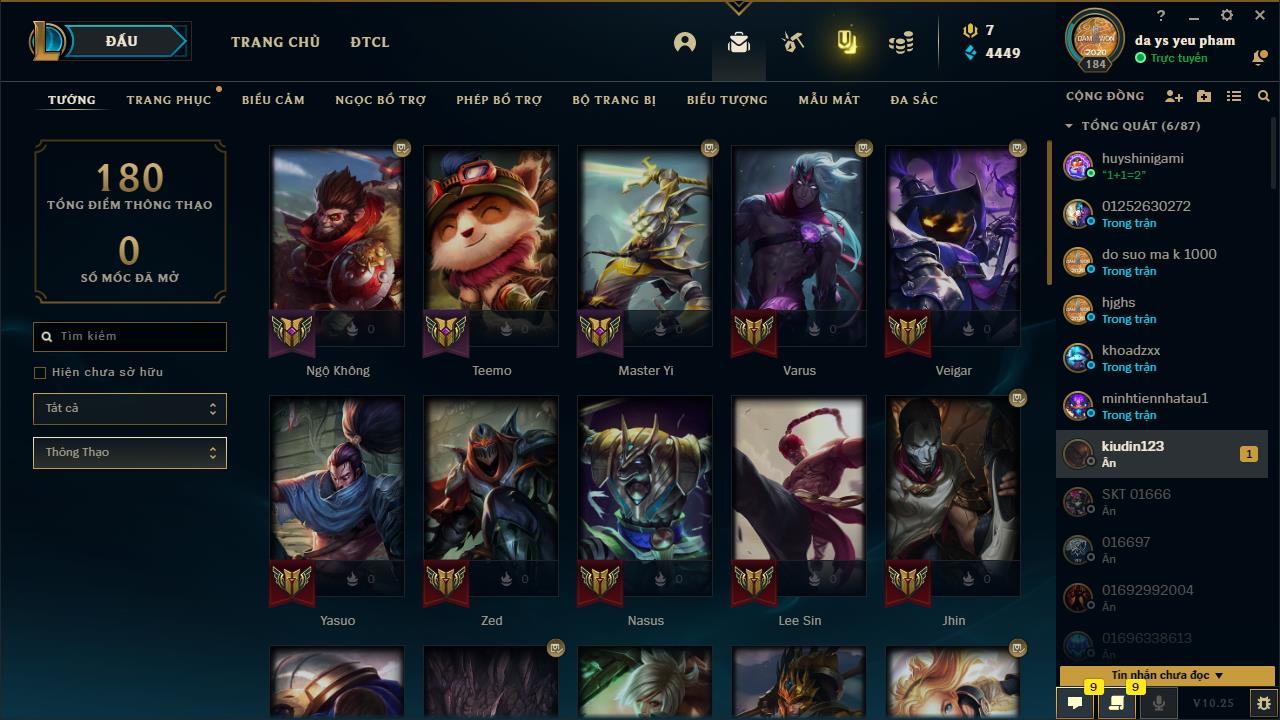 ĐẤU
TRANG CHỦ
ĐTCL
7
4449
da ys yeu pham
Trực tuyến
184
DAMWON
2020
TƯỚNG
TRANG PHỤC
BIỂU CẢM
NGỌC BỔ TRỢ
PHÉP BỔ TRỢ
BỘ TRANG BỊ
BIỂU TƯỢNG
MẪU MẮT
ĐA SẮC
180
TỔNG ĐIỂM THÔNG THẠO
0
SỐ MỐC ĐÃ MỞ
Tìm kiếm
Hiện chưa sở hữu
Tất cả
Thông Thạo
0
0
0
0
0
Ngộ Không
Teemo
Master Yi
Varus
Veigar
0
0
0
0
0
Yasuo
Zed
Nasus
Lee Sin
Jhin
CỘNG ĐỒNG
TỔNG QUÁT (6/87)
huyshinigami
"1+1=2"
01252630272
Trong trận
do suo ma k 1000
Trong trận
hjghs
Trong trận
khoadzxx
Trong trận
minhtiennhatau1
Trong trận
kiudin123
Ẩn
1
SKT 01666
Ẩn
016697
Ẩn
01692992004
Ẩn
01696338613
Ẩn
Tin nhắn chưa đọc
9
9
V10.25